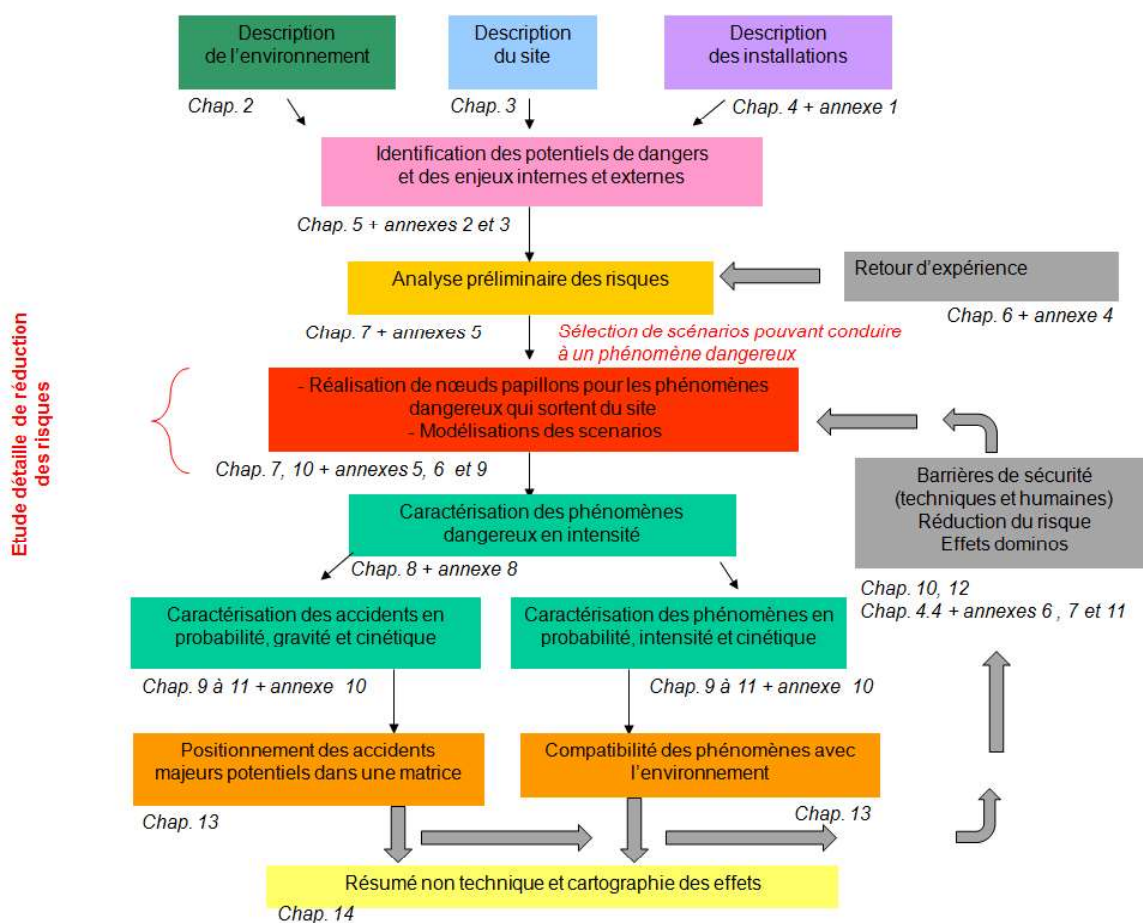 Description
de l'environnement
Description
du site
Description
des installations
Chap. 2
Chap. 3
Chap. 4 + annexe 1
Identification des potentiels de dangers
et des enjeux internes et externes
Chap. 5 + annexes 2 et 3
Analyse préliminaire des risques
Retour d'expérience
Chap. 6 + annexe 4
Chap. 7 + annexes 5
Sélection de scénarios pouvant conduire
à un phénomène dangereux
Etude détaille de réduction
des risques
- Réalisation de nœuds papillons pour les phénomènes
dangereux qui sortent du site
- Modélisations des scenarios
Chap. 7, 10 + annexes 5, 6 et 9
Barrières de sécurité
(techniques et humaines)
Réduction du risque
Effets dominos
Chap. 10, 12
Chap. 4.4 + annexes 6 , 7 et 11
Caractérisation des phénomènes
dangereux en intensité
Chap. 8 + annexe 8
Caractérisation des accidents en
probabilité, gravité et cinétique
Caractérisation des phénomènes en
probabilité, intensité et cinétique
Chap. 9 à 11 + annexe 10
Chap. 9 à 11 + annexe 10
Positionnement des accidents
majeurs potentiels dans une matrice
Compatibilité des phénomènes avec
l'environnement
Chap. 13
Chap. 13
Résumé non technique et cartographie des effets
Chap. 14